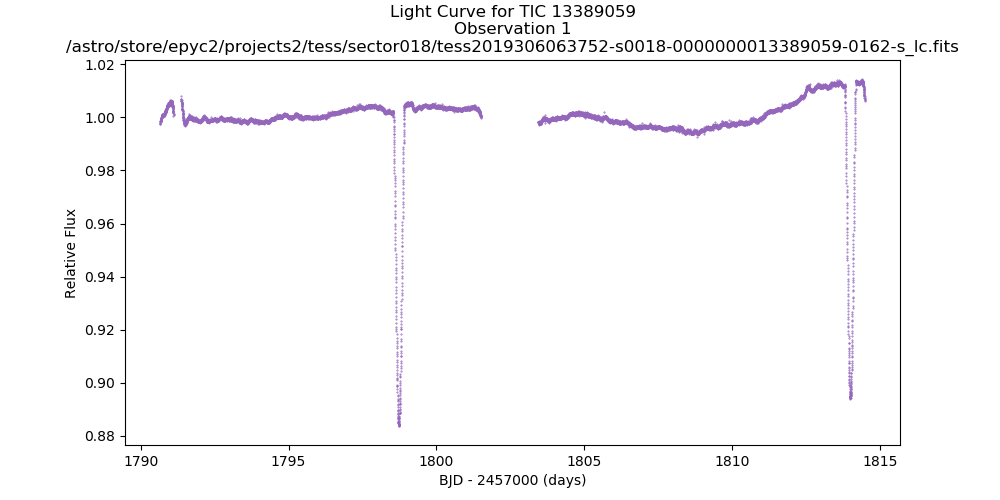 Light Curve for TIC 13389059
Observation 1
/astro/store/epyc2/projects2/tess/sector018/tess2019306063752-s0018-0000000013389059-0162-s_lc.fits
1.02
1.00
0.98
0.96
0.94
0.92
0.90
0.88
Relative Flux
1790
1795
1800
1805
1810
1815
BJD - 2457000 (days)